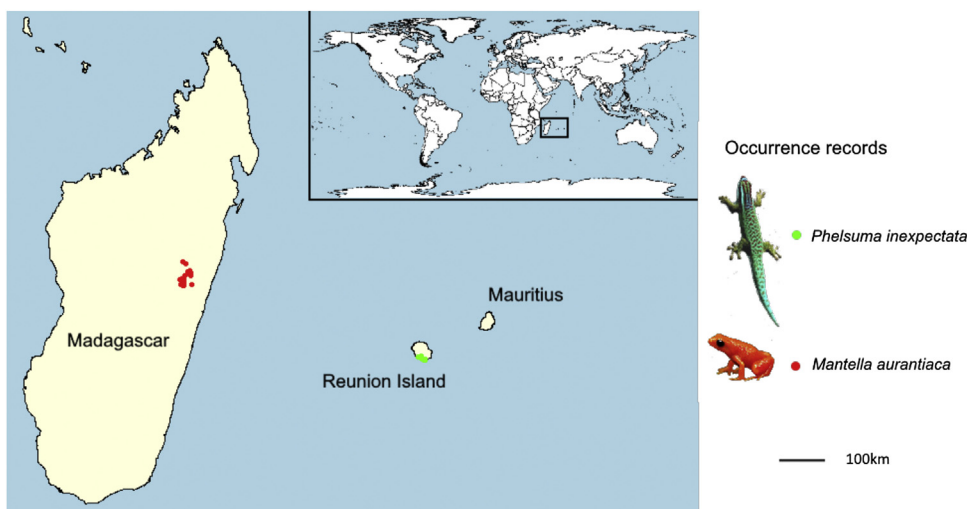 Occurrence records
Phelsuma inexpectata
Mauritius
Madagascar
Reunion Island
Mantella aurantiaca
100km